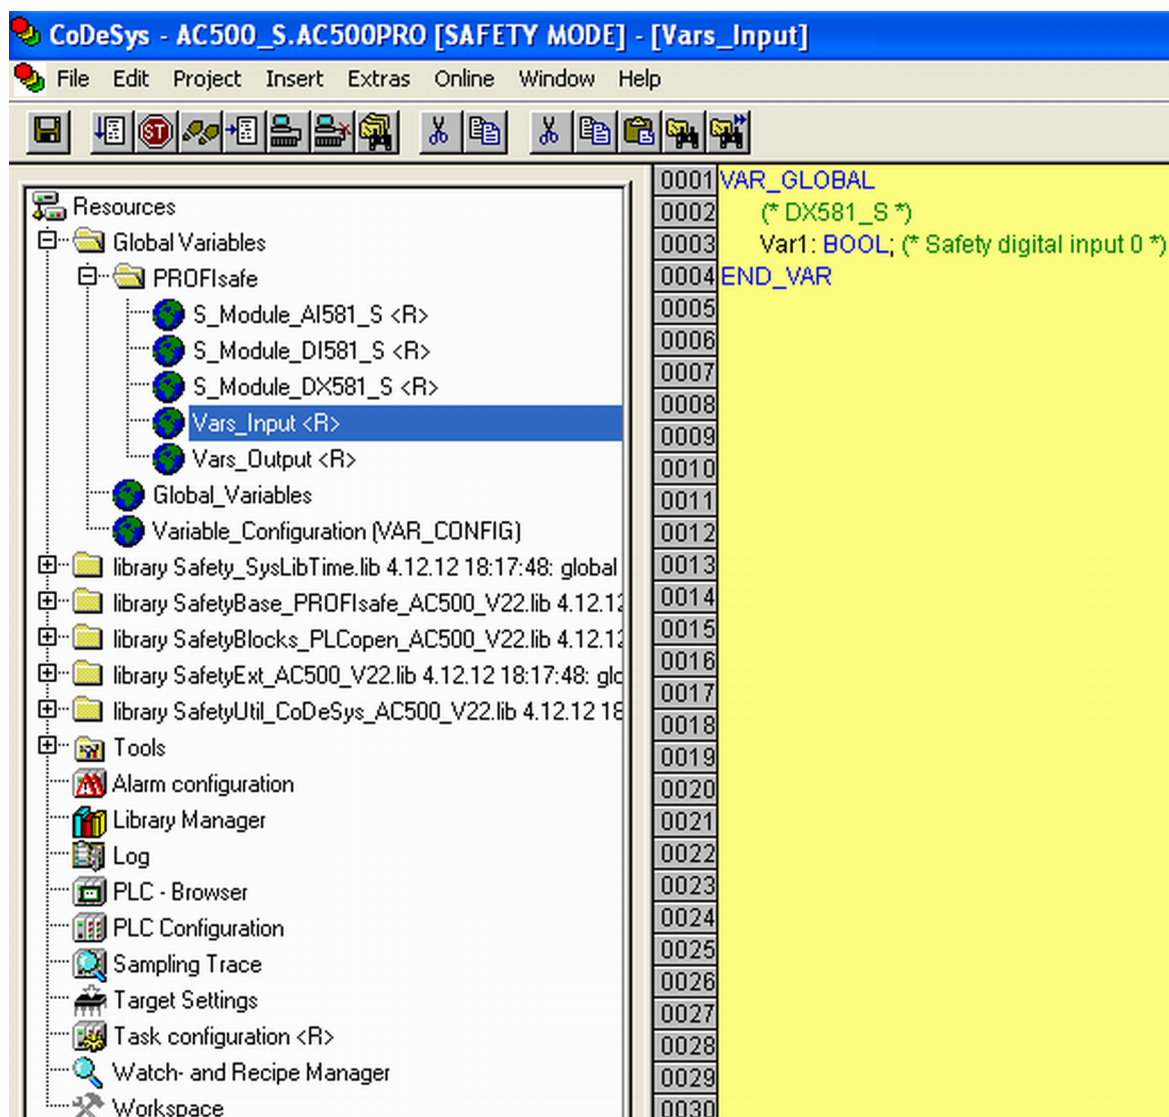 CoDeSys - AC500_S.AC500PRO [SAFETY MODE] - [Vars_Input]
File Edit Project Insert Extras Online Window Help
ST
Resources
Global Variables
PROFIsafe
S_Module_AI581_S <R>
S_Module_DI581_S <R>
S_Module_DX581_S <R>
Vars_Input <R>
Vars_Output <R>
Global_Variables
Variable_Configuration (VAR_CONFIG)
library Safety_SysLibTime.lib 4.12.12 18:17:48: global
library SafetyBase_PROFIsafe_AC500_V22.lib 4.12.12
library SafetyBlocks_PLCopen_AC500_V22.lib 4.12.12
library SafetyExt_AC500_V22.lib 4.12.12 18:17:48: glo
library SafetyUtil_CoDeSys_AC500_V22.lib 4.12.12 18
Tools
Alarm configuration
Library Manager
Log
PLC - Browser
PLC Configuration
Sampling Trace
Target Settings
Task configuration <R>
Watch- and Recipe Manager
Workspace
0001 VAR_GLOBAL
0002 (* DX581_S *)
0003 Var1: BOOL; (* Safety digital input 0 *)
0004 END_VAR
0005
0006
0007
0008
0009
0010
0011
0012
0013
0014
0015
0016
0017
0018
0019
0020
0021
0022
0023
0024
0025
0026
0027
0028
0029
0030